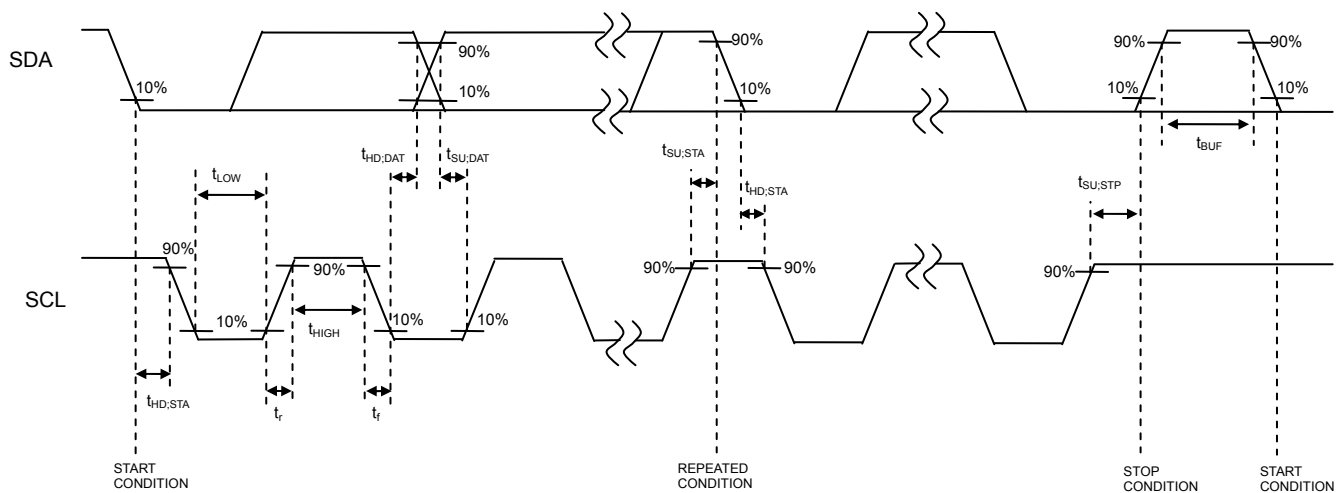 SDA
90%
10%
10%
90%
10%
90%
10%
90%
10%
tBUF
tHD;DAT
tSU;DAT
tLOW
tSU;STA
tHD;STA
tSU;STP
SCL
90%
90%
10%
tHIGH
10%
10%
90%
90%
90%
tHD;STA
tr
tf
START
CONDITION
REPEATED
CONDITION
STOP
CONDITION
START
CONDITION